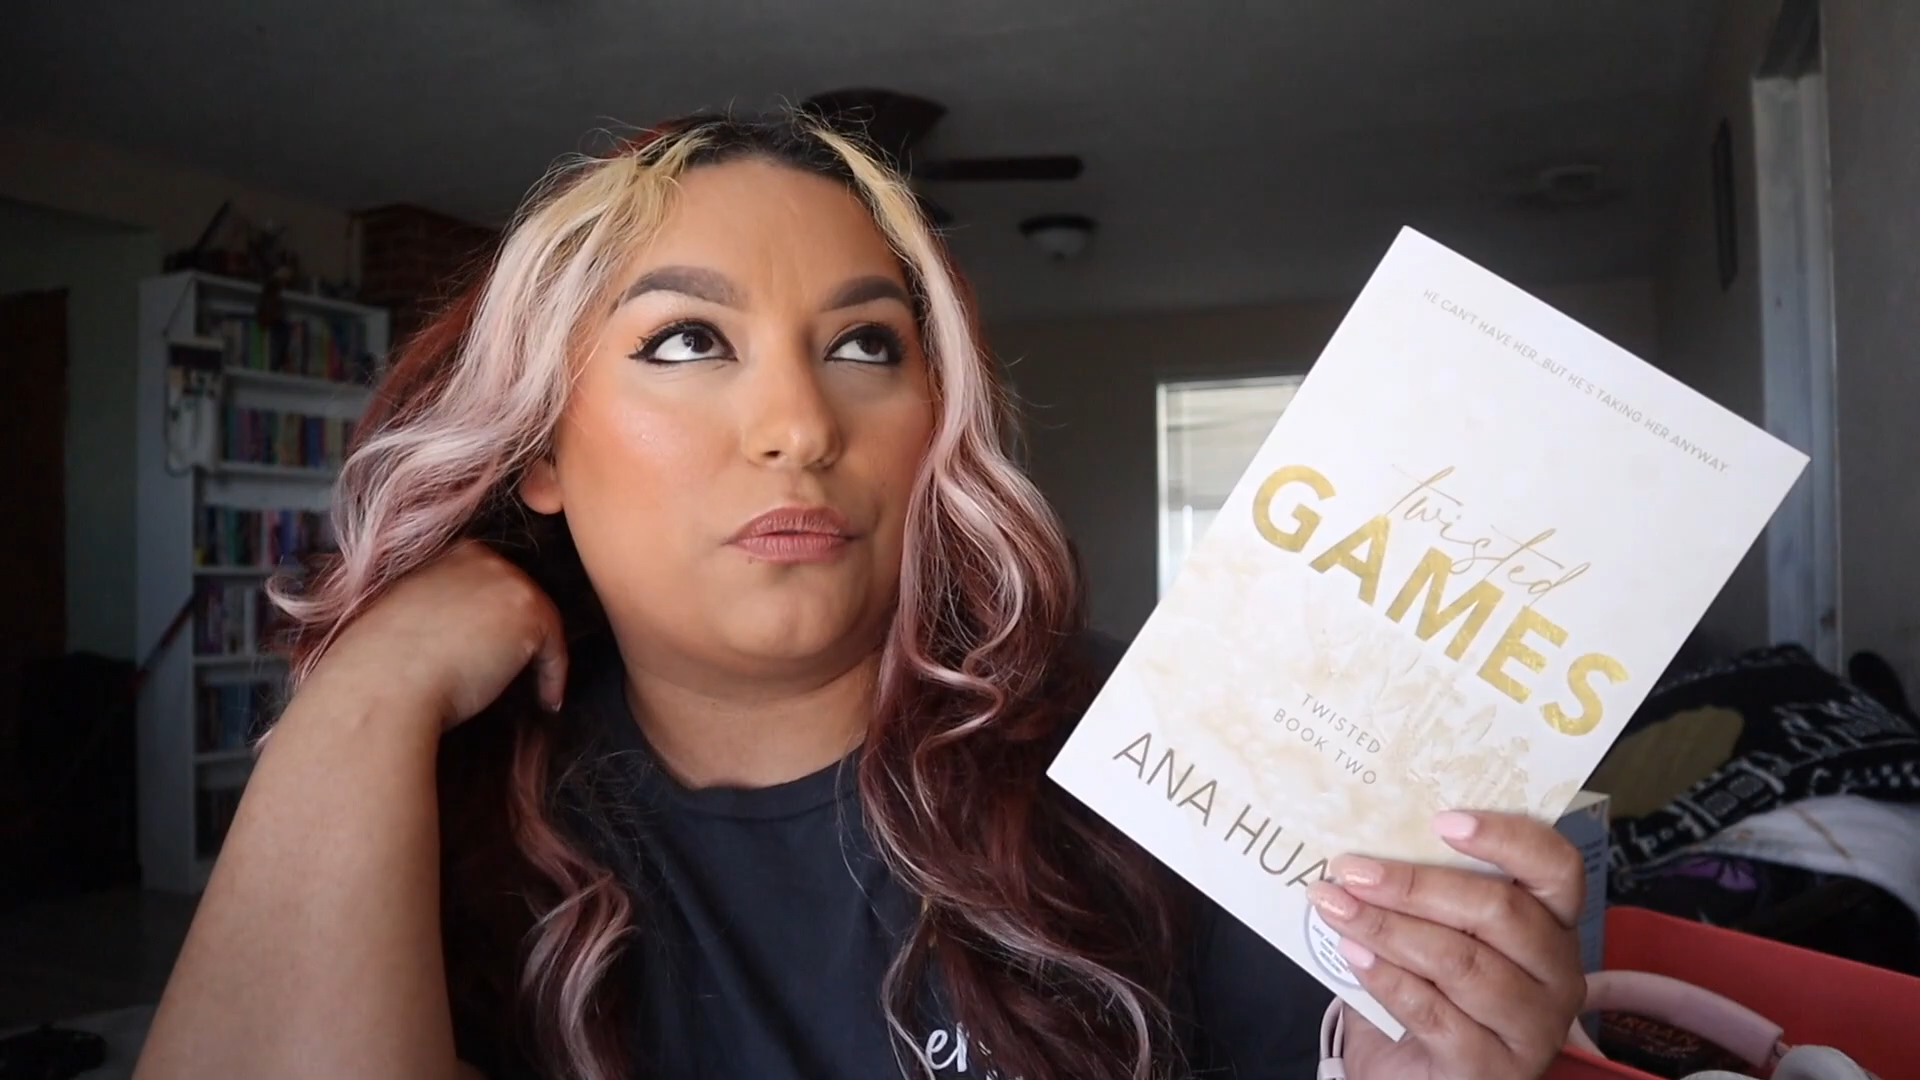 HE CAN'T HAVE HER...BUT HE'S TAKING HER ANYWAY
twisted
GAMES
TWISTED
BOOK TWO
ANA HUA